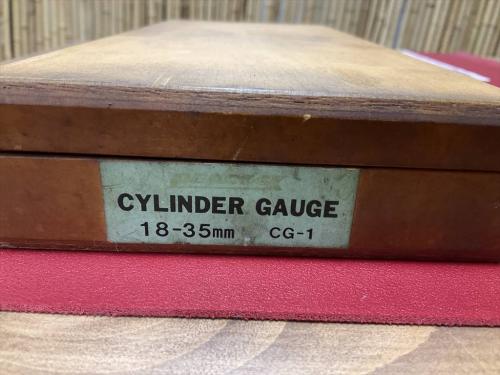 CYLINDER GAUGE
18-35mm CG-1